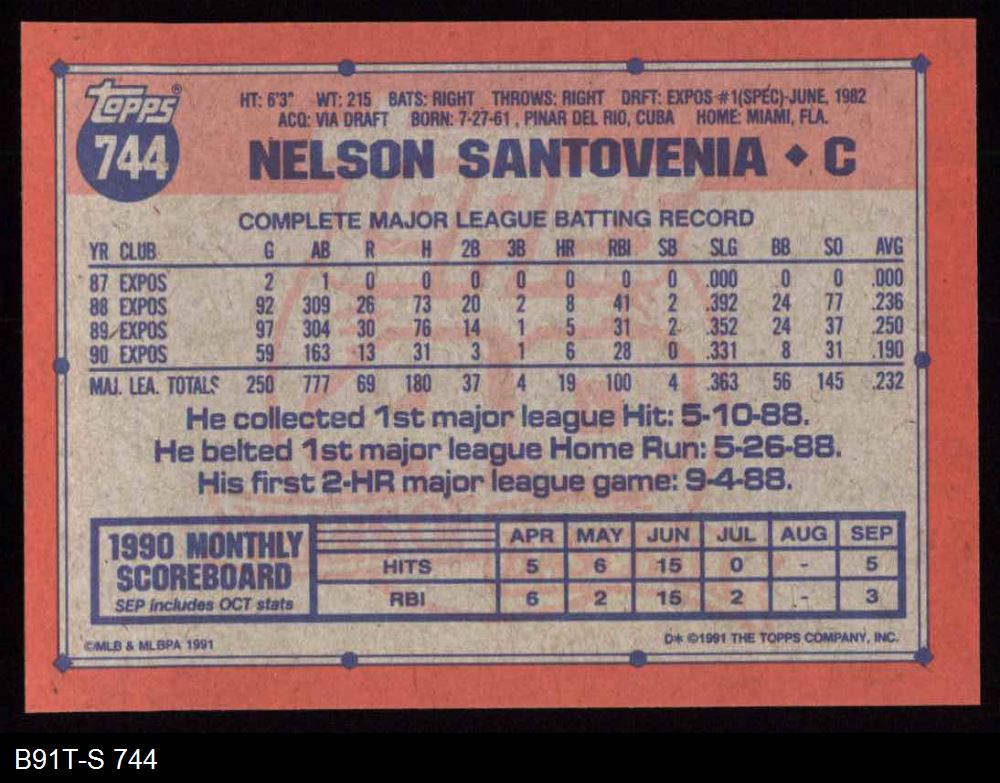 TOPPS®
744
HT: 6'3" WT: 215 BATS: RIGHT THROWS: RIGHT DRFT: EXPOS #1(SPEC)-JUNE, 1982
ACQ: VIA DRAFT BORN: 7-27-61, PINAR DEL RIO, CUBA HOME: MIAMI, FLA.
NELSON SANTOVENIA ◆ C
COMPLETE MAJOR LEAGUE BATTING RECORD
YR CLUB G AB R H 2B 3B HR RBI SB SLG BB SO AVG
87 EXPOS 2 1 0 0 0 0 0 0 0 .000 0 0 .000
88 EXPOS 92 309 26 73 20 2 8 41 2 .392 24 77 .236
89 EXPOS 97 304 30 76 14 1 5 31 2 .352 24 37 .250
90 EXPOS 59 163 13 31 3 1 6 28 0 .331 8 31 .190
MAJ. LEA. TOTALS 250 777 69 180 37 4 19 100 4 .363 56 145 .232
He collected 1st major league Hit: 5-10-88.
He belted 1st major league Home Run: 5-26-88.
His first 2-HR major league game: 9-4-88.
1990 MONTHLY SCOREBOARD
SEP includes OCT stats
APR MAY JUN JUL AUG SEP
HITS 5 6 15 0 - 5
RBI 6 2 15 2 - 3
©MLB & MLBPA 1991
D* ©1991 THE TOPPS COMPANY, INC.
B91T-S 744